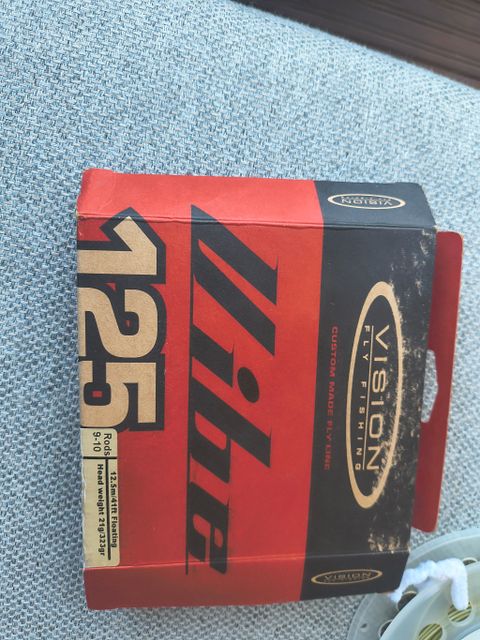 VISION
VISION
FLY FISHING
VISION
CUSTOM MADE FLY LINE
Vibe
125
Rods
9-10
12.5m/41ft Floating
Head weight 21g/323gr